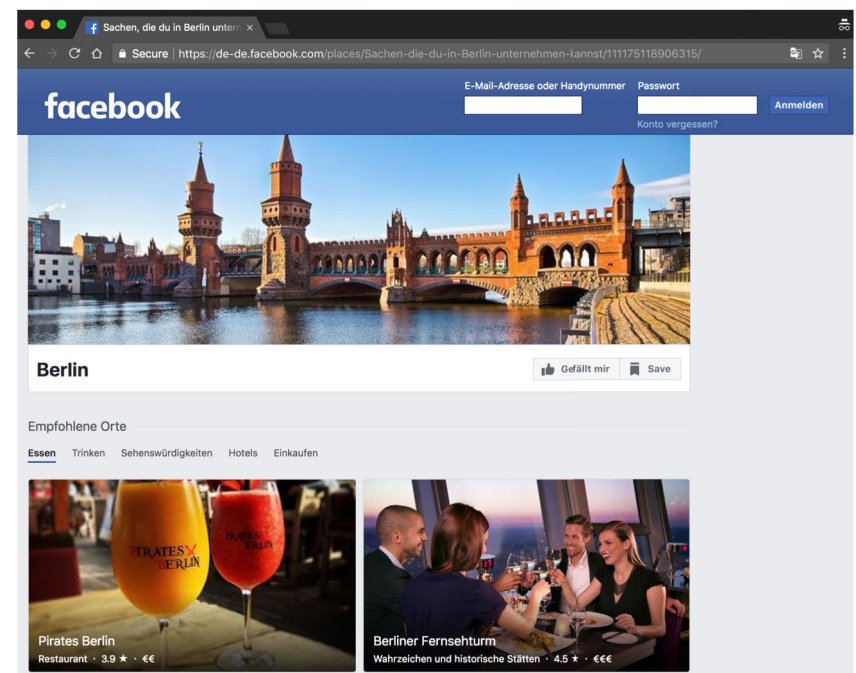 Sachen, die du in Berlin untern
Secure https://de-de.facebook.com/places/Sachen-die-du-in-Berlin-unternehmen-kannst/111175118906315/
E-Mail-Adresse oder Handynummer Passwort
facebook
Anmelden
Konto vergessen?
Berlin
Gefällt mir Save
Empfohlene Orte
Essen Trinken Sehenswürdigkeiten Hotels Einkaufen
PIRATES BERLIN
PIRATES BERLIN
Pirates Berlin
Restaurant · 3.9 ★ · €€
Berliner Fernsehturm
Wahrzeichen und historische Stätten · 4.5 ★ · €€€